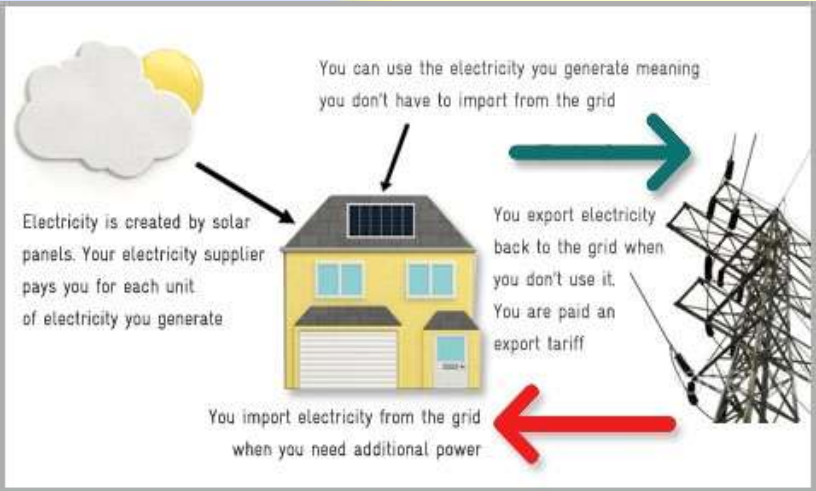 You can use the electricity you generate meaning
you don't have to import from the grid
Electricity is created by solar
panels. Your electricity supplier
pays you for each unit
of electricity you generate
You export electricity
back to the grid when
you don't use it.
You are paid an
export tariff
You import electricity from the grid
when you need additional power